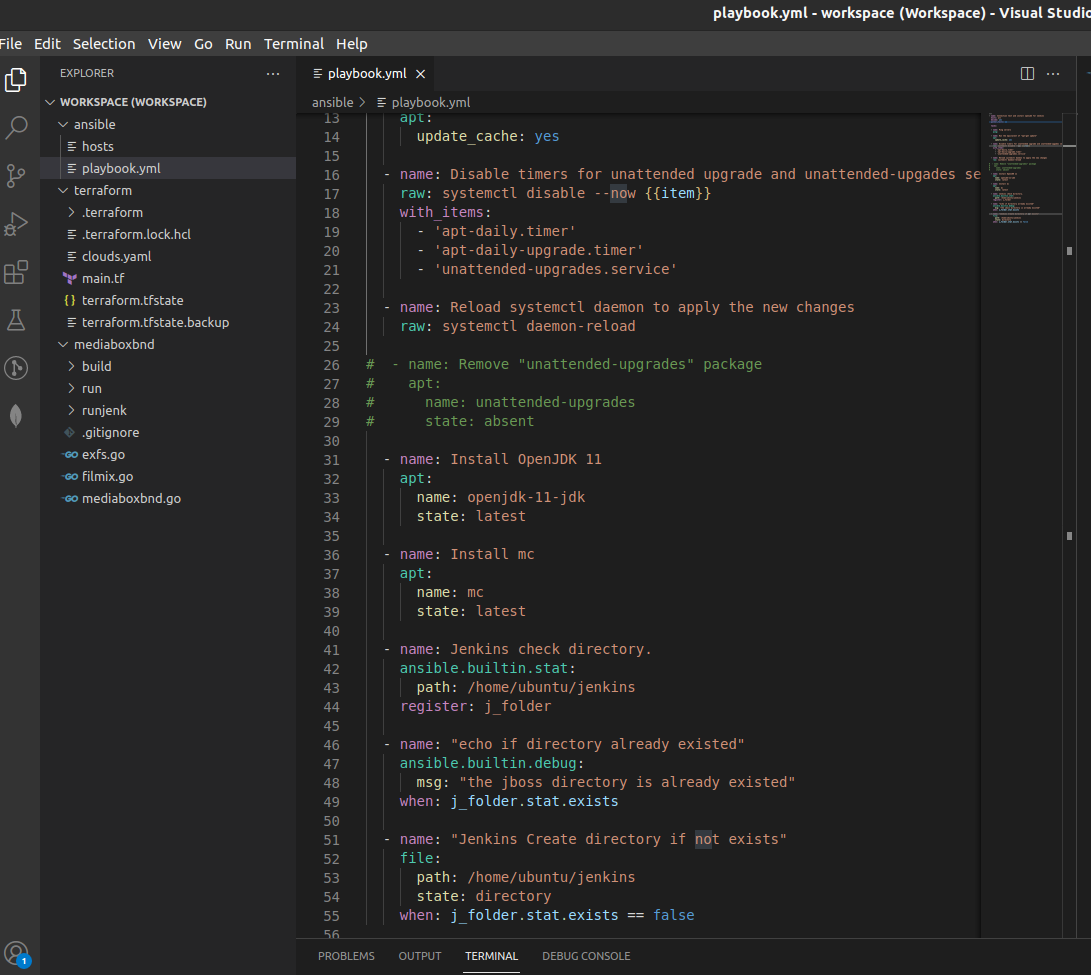 playbook.yml - workspace (Workspace) - Visual Studio
File Edit Selection View Go Run Terminal Help
EXPLORER
WORKSPACE (WORKSPACE)
ansible
hosts
playbook.yml
terraform
.terraform
.terraform.lock.hcl
clouds.yaml
main.tf
terraform.tfstate
terraform.tfstate.backup
mediaboxbnd
build
run
runjenk
.gitignore
exfs.go
filmix.go
mediaboxbnd.go
1
playbook.yml
ansible > playbook.yml
13 apt:
14 update_cache: yes
15
16 - name: Disable timers for unattended upgrade and unattended-upgades se
17 raw: systemctl disable --now {{item}}
18 with_items:
19 - 'apt-daily.timer'
20 - 'apt-daily-upgrade.timer'
21 - 'unattended-upgrades.service'
22
23 - name: Reload systemctl daemon to apply the new changes
24 raw: systemctl daemon-reload
25
26 # - name: Remove "unattended-upgrades" package
27 # apt:
28 # name: unattended-upgrades
29 # state: absent
30
31 - name: Install OpenJDK 11
32 apt:
33 name: openjdk-11-jdk
34 state: latest
35
36 - name: Install mc
37 apt:
38 name: mc
39 state: latest
40
41 - name: Jenkins check directory.
42 ansible.builtin.stat:
43 path: /home/ubuntu/jenkins
44 register: j_folder
45
46 - name: "echo if directory already existed"
47 ansible.builtin.debug:
48 msg: "the jboss directory is already existed"
49 when: j_folder.stat.exists
50
51 - name: "Jenkins Create directory if not exists"
52 file:
53 path: /home/ubuntu/jenkins
54 state: directory
55 when: j_folder.stat.exists == false
56
PROBLEMS OUTPUT TERMINAL DEBUG CONSOLE